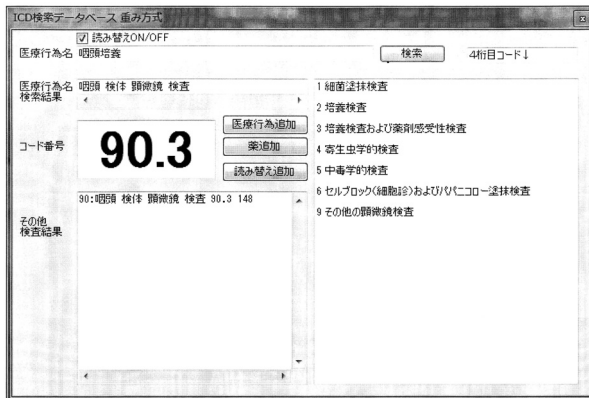 ICD検索データベース 重み方式
読み替えON/OFF
医療行為名 咽頭培養 検索 4桁目コード↓
医療行為名 検索結果 咽頭 検体 顕微鏡 検査
コード番号 90.3
医療行為追加
薬追加
読み替え追加
その他 検査結果
90:咽頭 検体 顕微鏡 検査 90.3 148
1 細菌塗抹検査
2 培養検査
3 培養検査および薬剤感受性検査
4 寄生虫学的検査
5 中毒学的検査
6 セルブロック(細胞診)およびパパニコロー塗抹検査
9 その他の顕微鏡検査